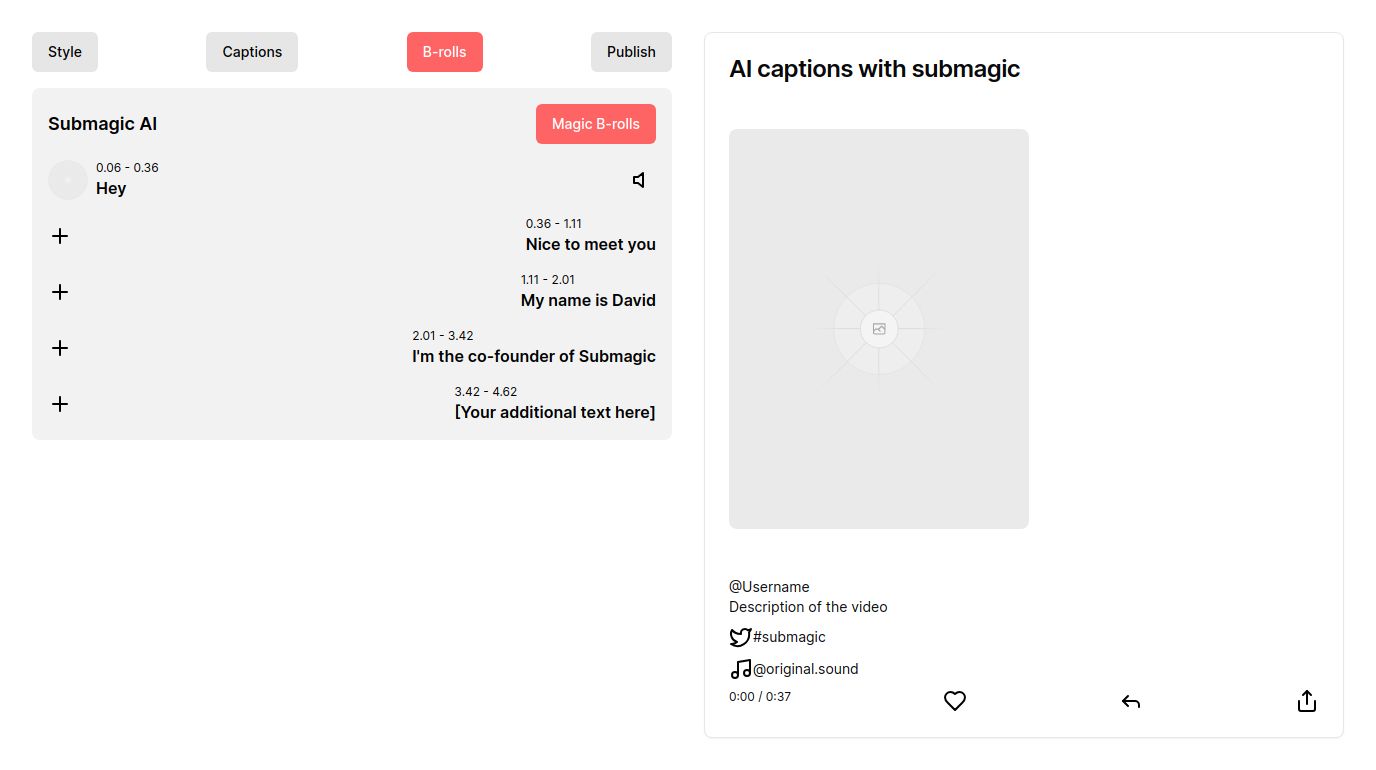 Style
Captions
B-rolls
Publish
Submagic AI
Magic B-rolls
0.06 - 0.36
Hey
0.36 - 1.11
Nice to meet you
1.11 - 2.01
My name is David
2.01 - 3.42
I'm the co-founder of Submagic
3.42 - 4.62
[Your additional text here]
AI captions with submagic
@Username
Description of the video
#submagic
@original.sound
0:00 / 0:37